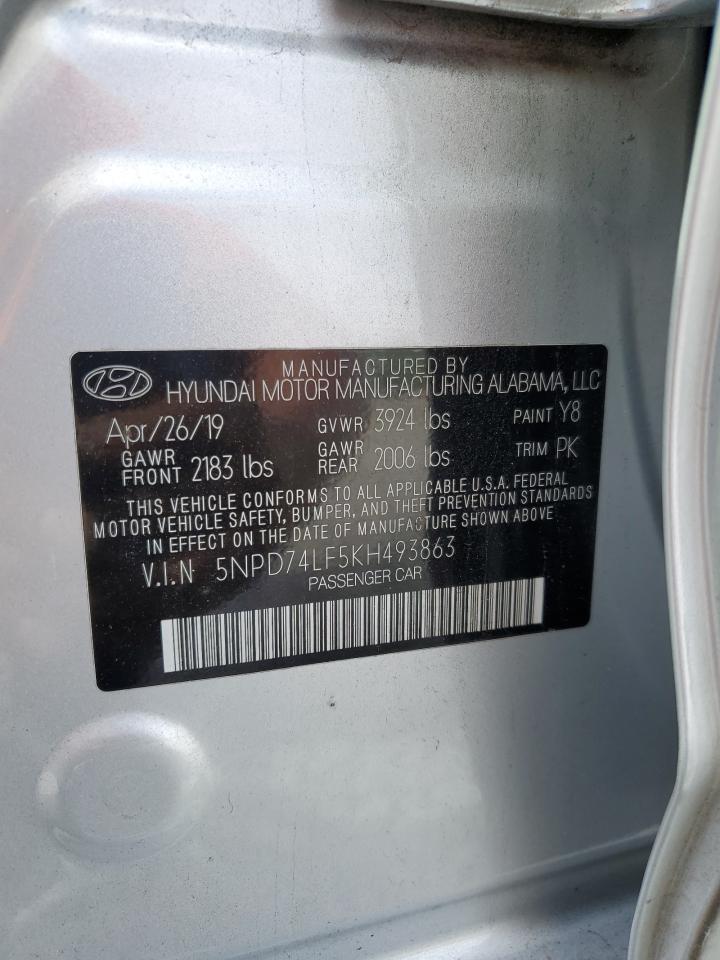 MANUFACTURED BY
HYUNDAI MOTOR MANUFACTURING ALABAMA, LLC
Apr/26/19 GVWR 3924 lbs PAINT Y8
GAWR FRONT 2183 lbs GAWR REAR 2006 lbs TRIM PK
THIS VEHICLE CONFORMS TO ALL APPLICABLE U.S.A. FEDERAL
MOTOR VEHICLE SAFETY, BUMPER, AND THEFT PREVENTION STANDARDS
IN EFFECT ON THE DATE OF MANUFACTURE SHOWN ABOVE
V.I.N 5NPD74LF5KH493863
PASSENGER CAR